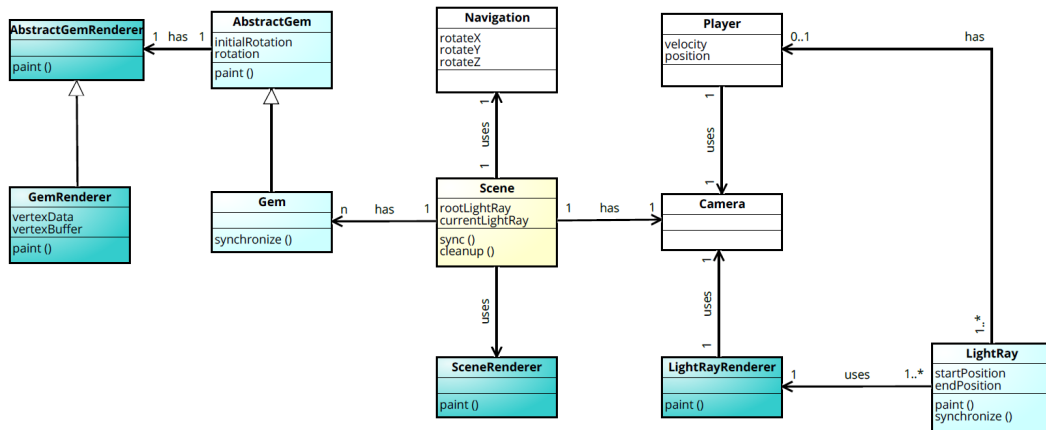 AbstractGemRenderer
paint ()
1 has 1
AbstractGem
initialRotation
rotation
paint ()
Navigation
rotateX
rotateY
rotateZ
Player
velocity
position
0..1 has
1
uses
1
1
uses
1
GemRenderer
vertexData
vertexBuffer
paint ()
Gem
synchronize ()
n has 1
Scene
rootLightRay
currentLightRay
sync ()
cleanup ()
1 has 1
Camera
uses
1
uses
1
1..*
SceneRenderer
paint ()
LightRayRenderer
paint ()
1 uses 1..*
LightRay
startPosition
endPosition
paint ()
synchronize ()